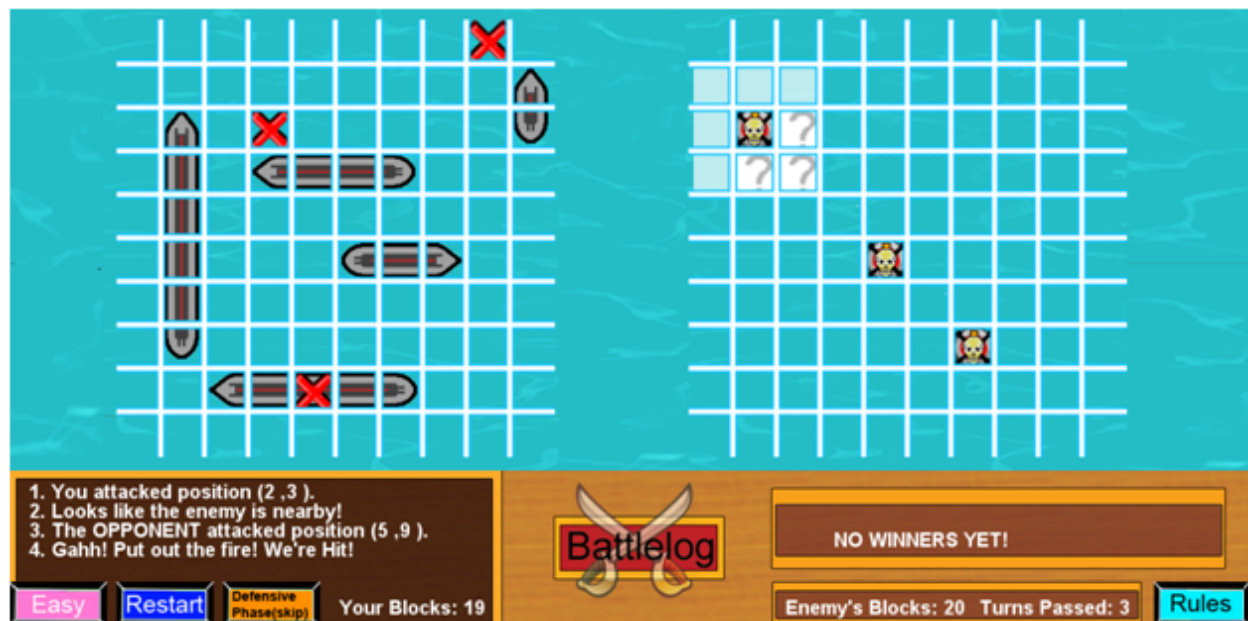 1. You attacked position (2 ,3 ).
2. Looks like the enemy is nearby!
3. The OPPONENT attacked position (5 ,9 ).
4. Gahh! Put out the fire! We're Hit!
Easy
Restart
Defensive
Phase(skip)
Your Blocks: 19
Battlelog
NO WINNERS YET!
Enemy's Blocks: 20 Turns Passed: 3
Rules
?
? ?